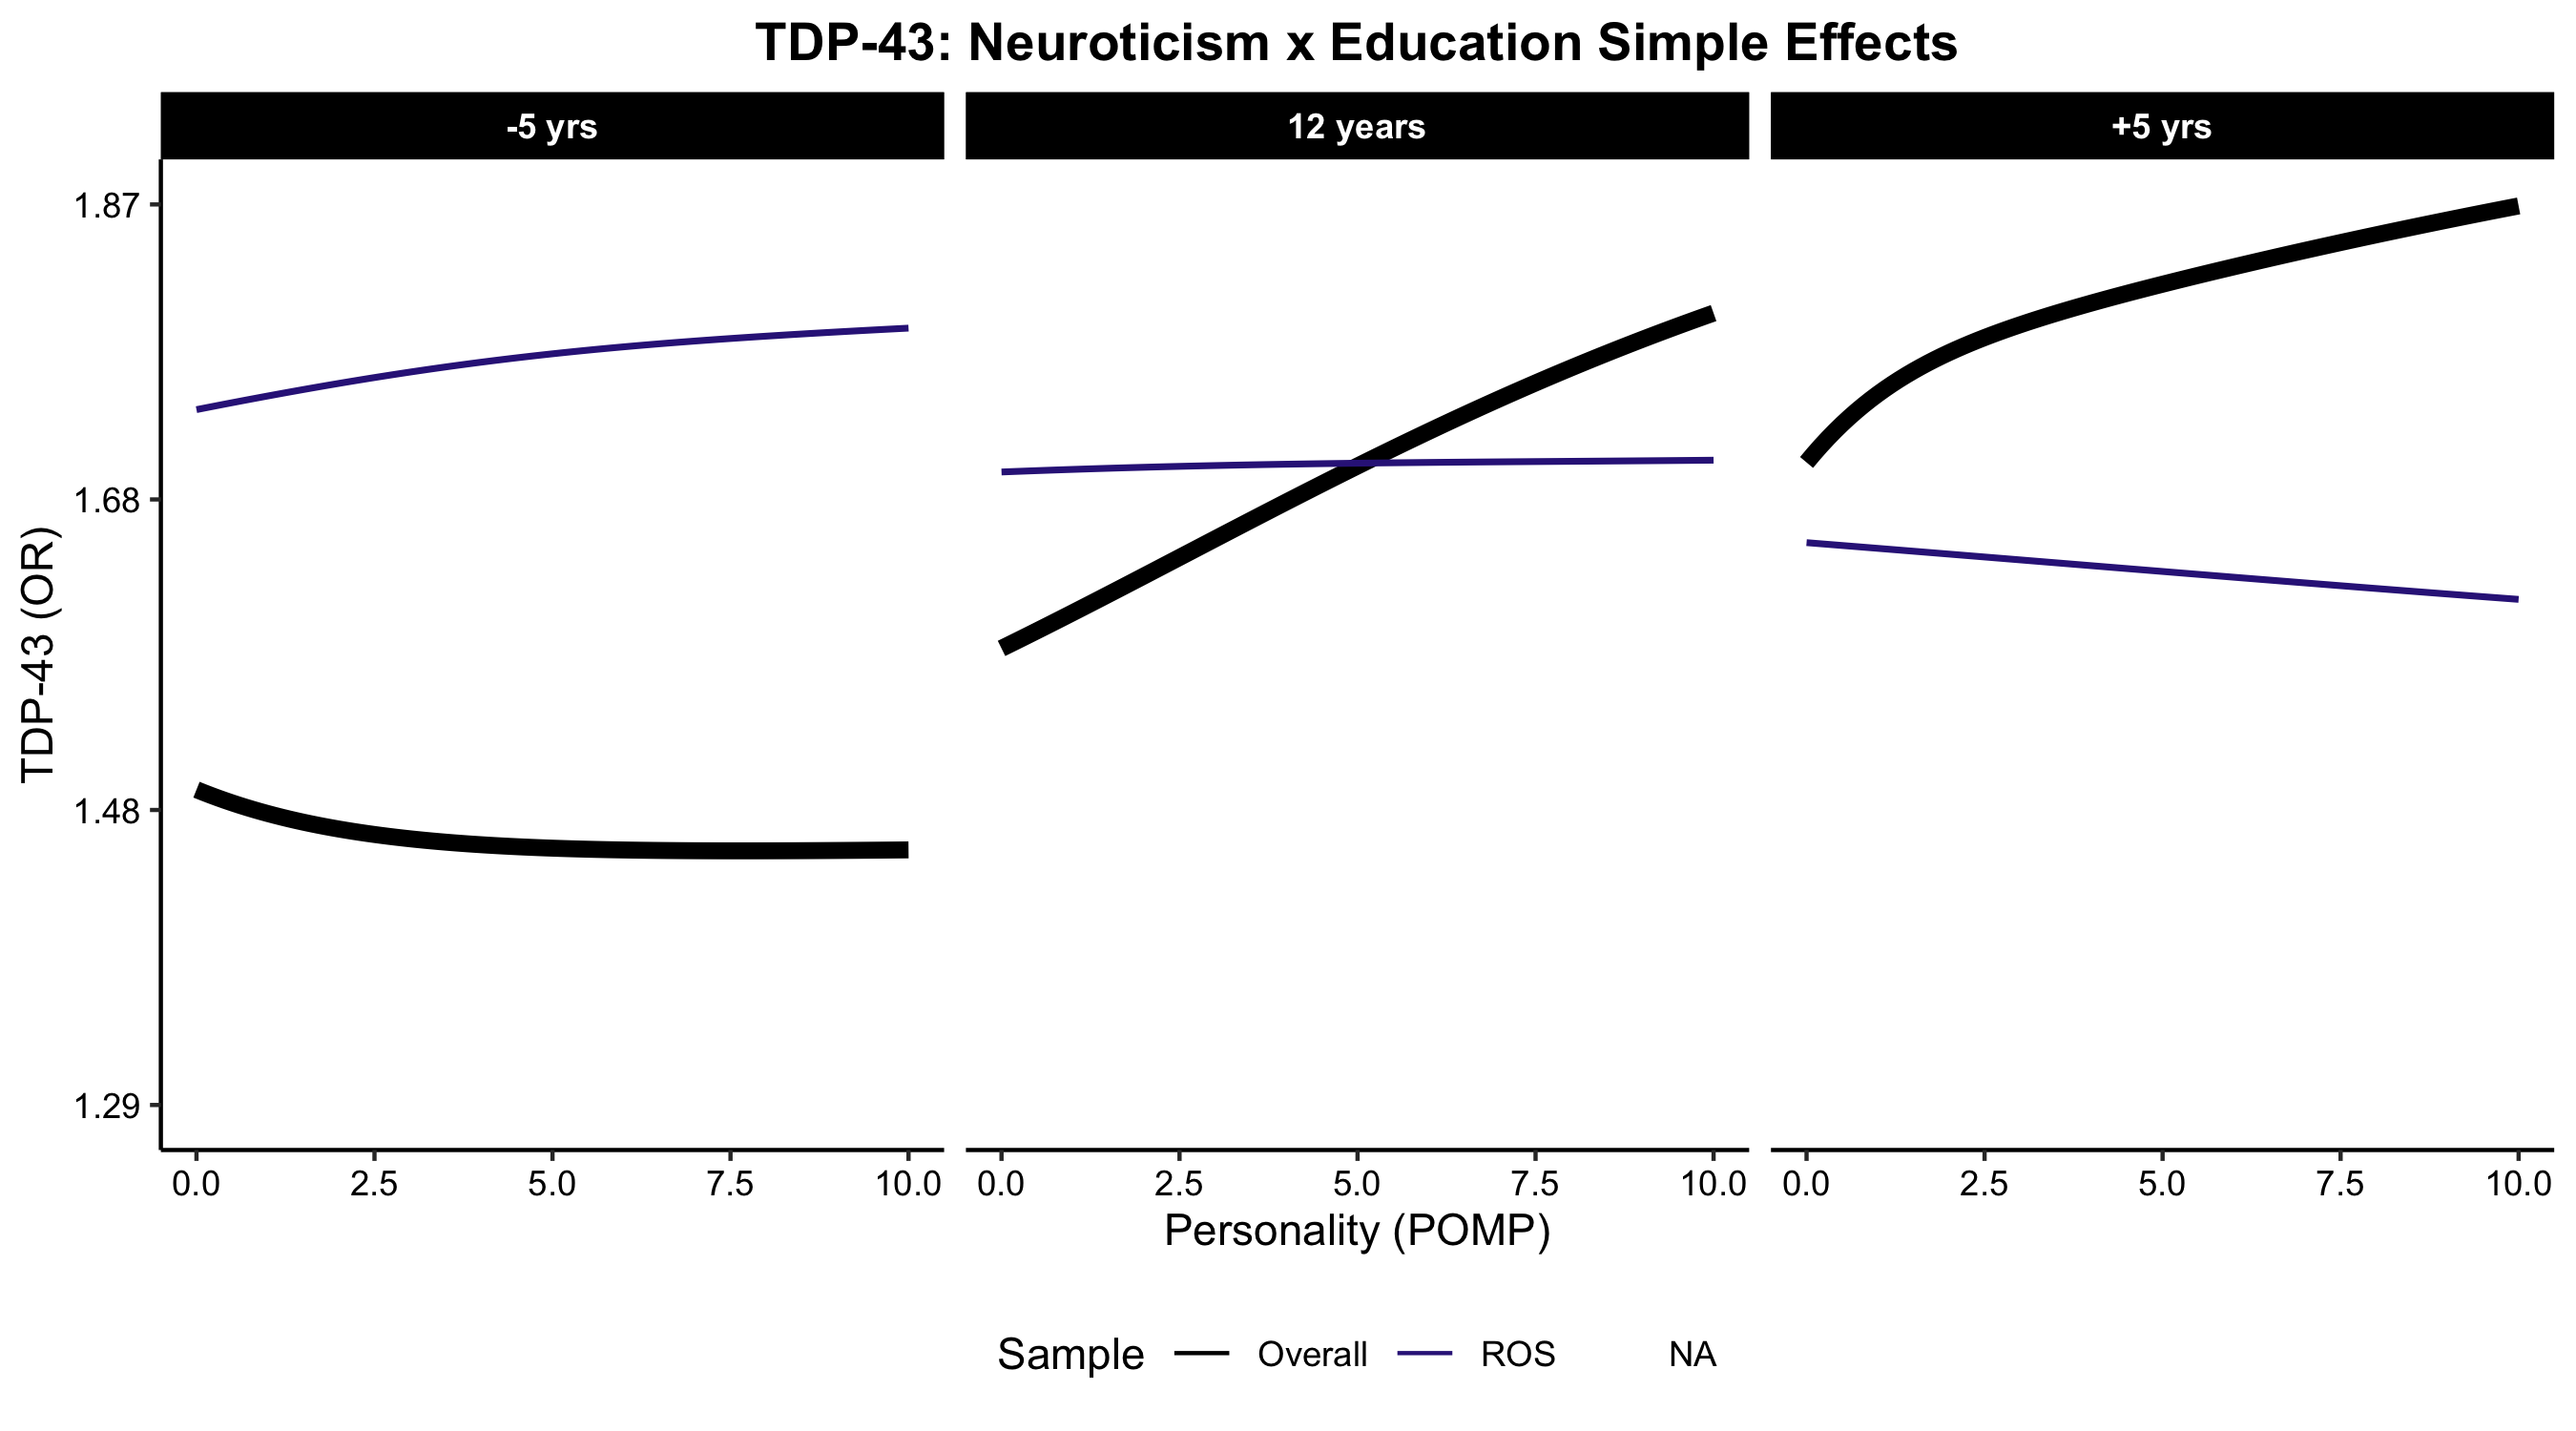 TDP-43: Neuroticism x Education Simple Effects
-5 yrs
12 years
+5 yrs
TDP-43 (OR)
1.87
1.68
1.48
1.29
0.0 2.5 5.0 7.5 10.0
0.0 2.5 5.0 7.5 10.0
0.0 2.5 5.0 7.5 10.0
Personality (POMP)
Sample Overall ROS NA